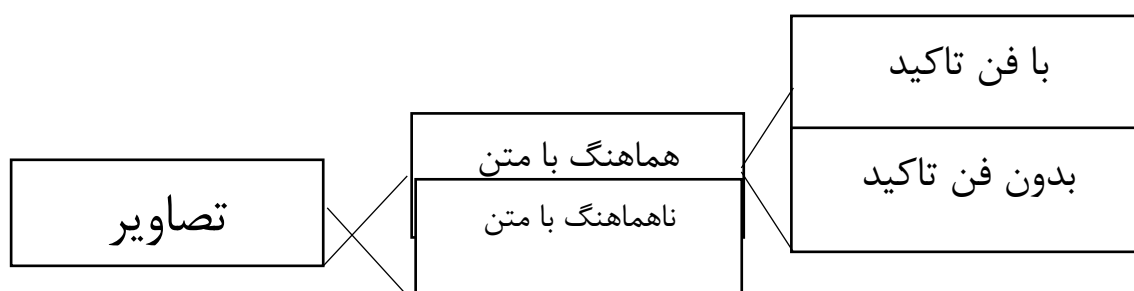 با فن تاکید
بدون فن تاکید
هماهنگ با متن
ناهماهنگ با متن
تصاویر